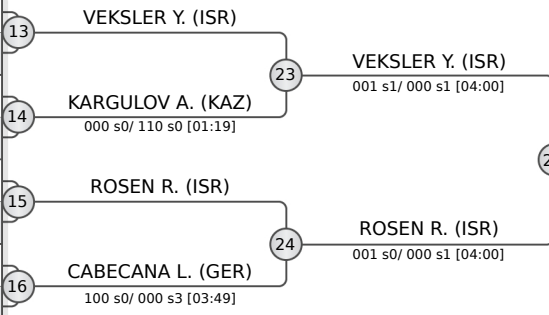 VEKSLER Y. (ISR)
13
23
VEKSLER Y. (ISR)
001 s1/ 000 s1 [04:00]
14
KARGULOV A. (KAZ)
000 s0/ 110 s0 [01:19]
15
ROSEN R. (ISR)
24
ROSEN R. (ISR)
001 s0/ 000 s1 [04:00]
16
CABECANA L. (GER)
100 s0/ 000 s3 [03:49]